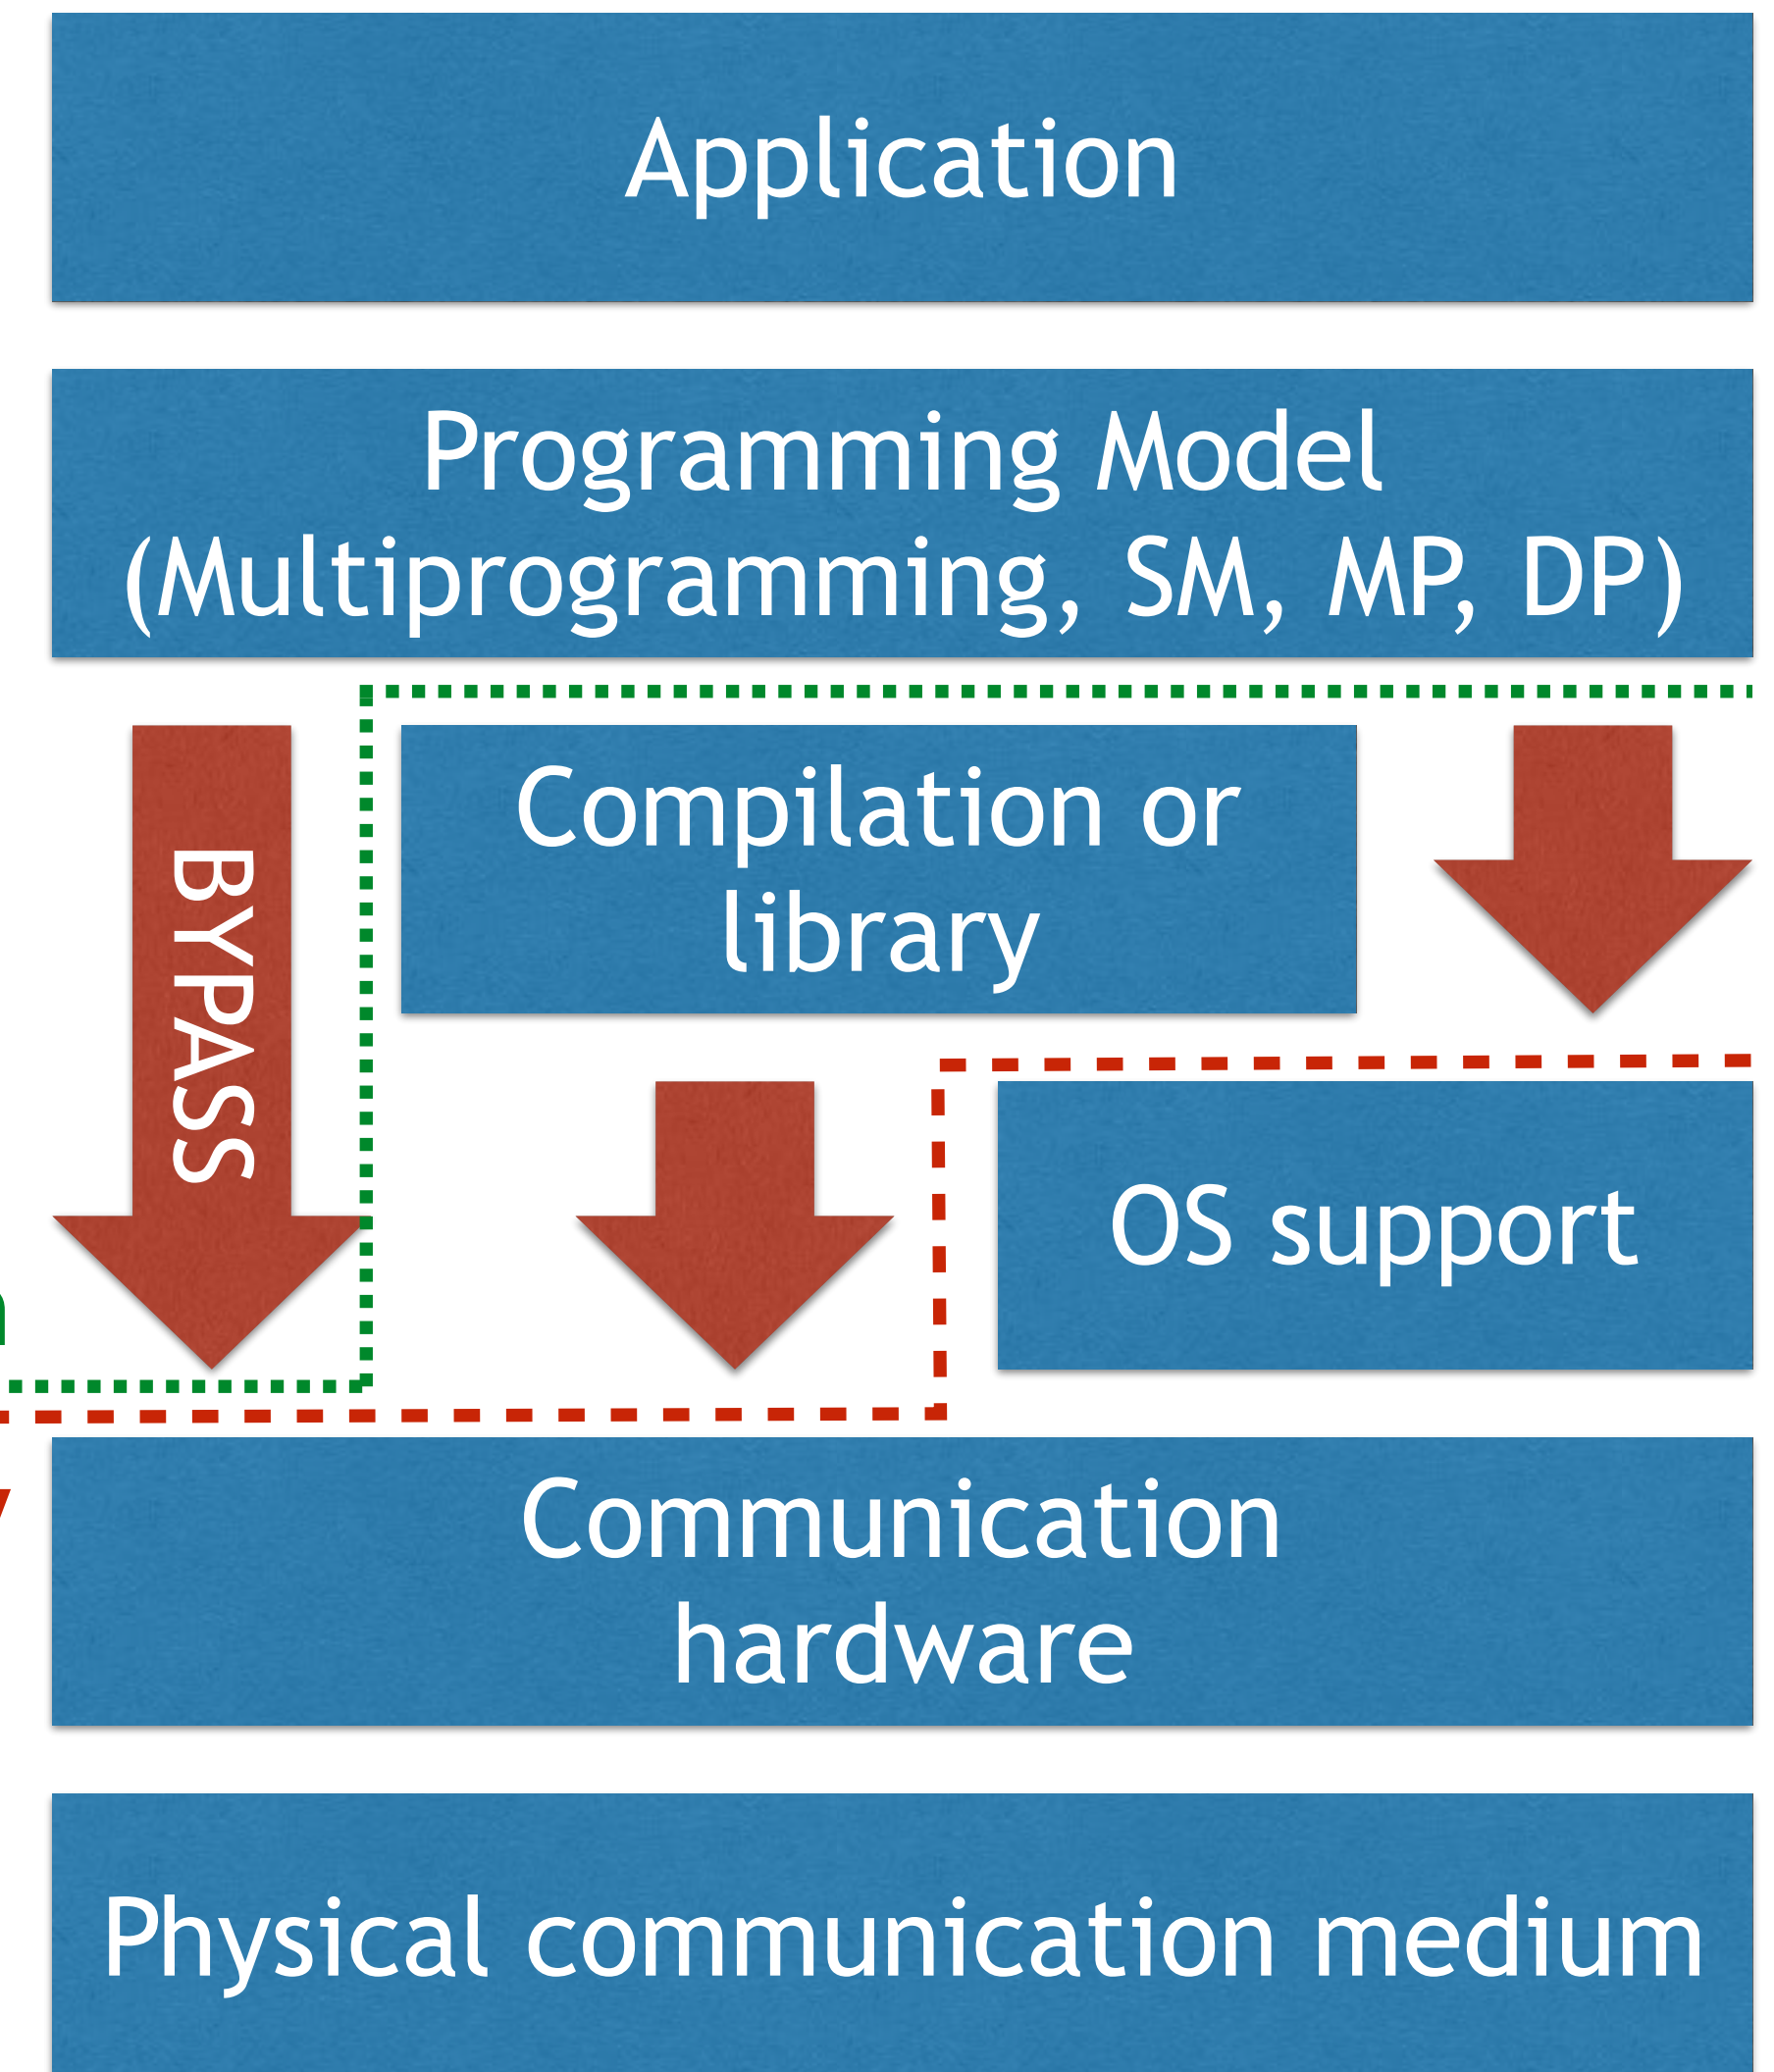 Application
Programming Model
(Multiprogramming, SM, MP, DP)
BYPASS
Compilation or
library
OS support
Communication
hardware
Physical communication medium